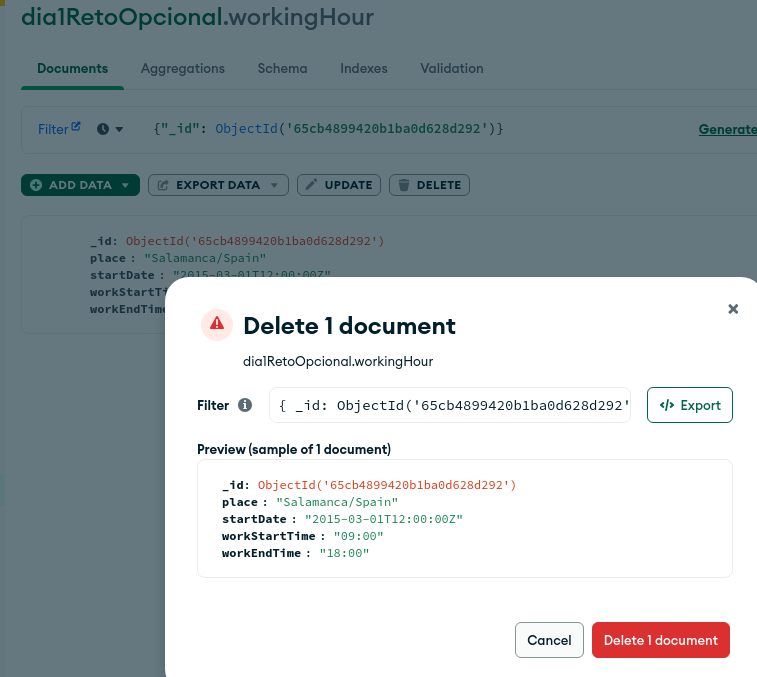 dia1RetoOpcional.workingHour
Documents Aggregations Schema Indexes Validation
Filter {"_id": ObjectId('65cb4899420b1ba0d628d292')} Generate
ADD DATA EXPORT DATA UPDATE DELETE
_id: ObjectId('65cb4899420b1ba0d628d292')
place : "Salamanca/Spain"
startDate : "2015-03-01T12:00:00Z"
workStartTi
workEndTime
Delete 1 document
dia1RetoOpcional.workingHour
Filter { _id: ObjectId('65cb4899420b1ba0d628d292' Export
Preview (sample of 1 document)
_id: ObjectId('65cb4899420b1ba0d628d292')
place : "Salamanca/Spain"
startDate : "2015-03-01T12:00:00Z"
workStartTime : "09:00"
workEndTime : "18:00"
Cancel Delete 1 document